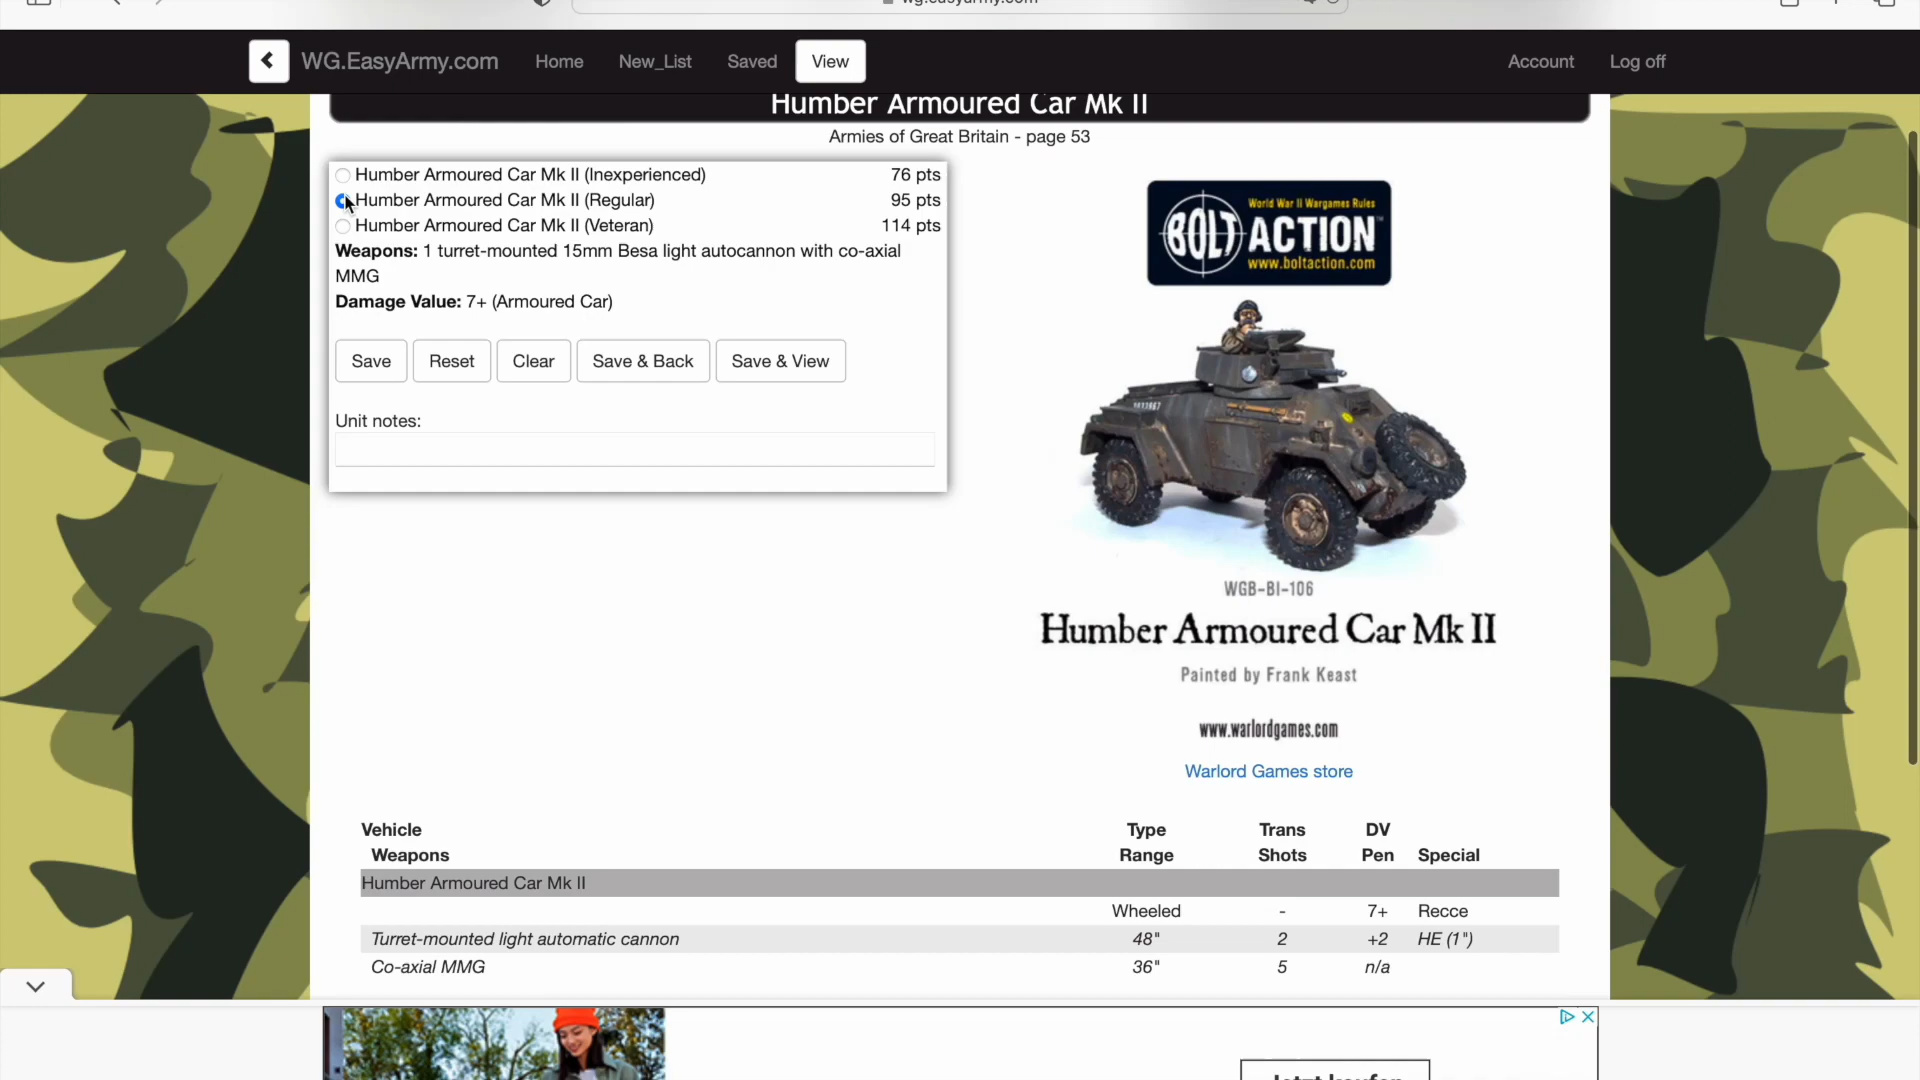 wg.easyarmy.com
WG.EasyArmy.com Home New_List Saved View Account Log off
Humber Armoured Car Mk II
Armies of Great Britain - page 53
Humber Armoured Car Mk II (Inexperienced) 76 pts
Humber Armoured Car Mk II (Regular) 95 pts
Humber Armoured Car Mk II (Veteran) 114 pts
Weapons: 1 turret-mounted 15mm Besa light autocannon with co-axial
MMG
Damage Value: 7+ (Armoured Car)
Save Reset Clear Save & Back Save & View
Unit notes:
World War II Wargames Rules
BOLT ACTION
www.boltaction.com
WGB-BI-106
Humber Armoured Car Mk II
Painted by Frank Keast
www.warlordgames.com
Warlord Games store
Vehicle Type Trans DV
Weapons Range Shots Pen Special
Humber Armoured Car Mk II
Wheeled - 7+ Recce
Turret-mounted light automatic cannon 48" 2 +2 HE (1")
Co-axial MMG 36" 5 n/a
Jetzt kaufen